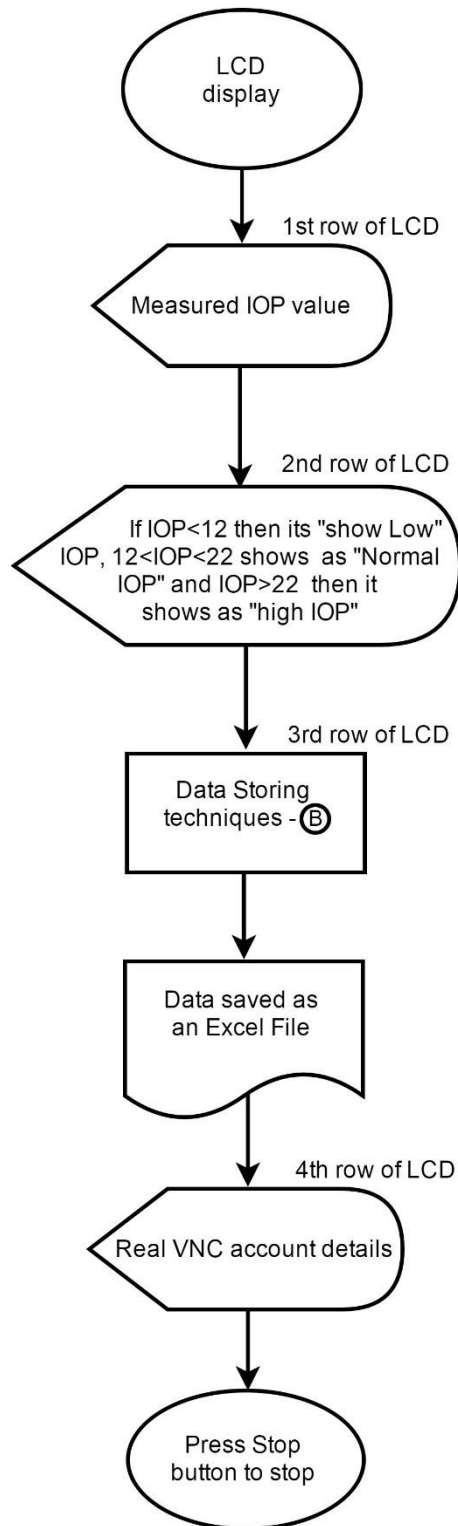 LCD
display
1st row of LCD
Measured IOP value
2nd row of LCD
If IOP<12 then its "show Low"
IOP, 12<IOP<22 shows as "Normal
IOP" and IOP>22 then it
shows as "high IOP"
3rd row of LCD
Data Storing
techniques - B
Data saved as
an Excel File
4th row of LCD
Real VNC account details
Press Stop
button to stop